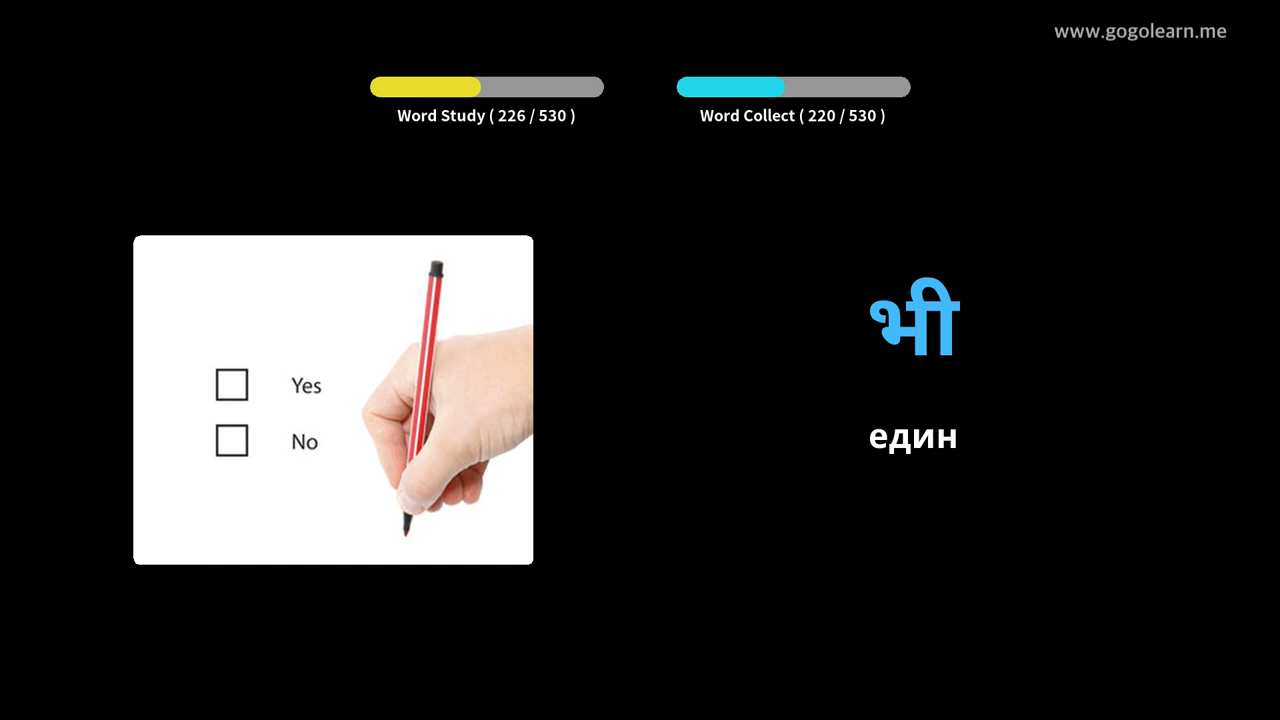 www.gogolearn.me
Word Study ( 226 / 530 )
Word Collect ( 220 / 530 )
Yes
No
भी
един